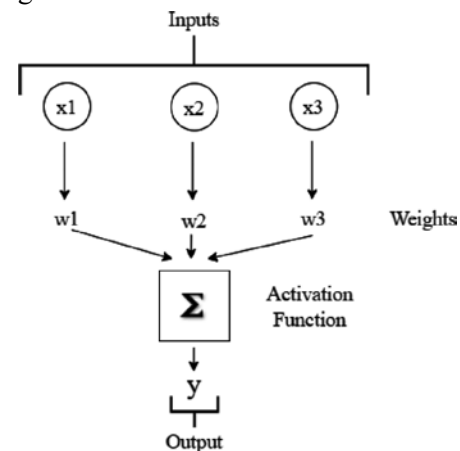 Inputs
x1 x2 x3
w1 w2 w3 Weights
Σ Activation
Function
y
Output